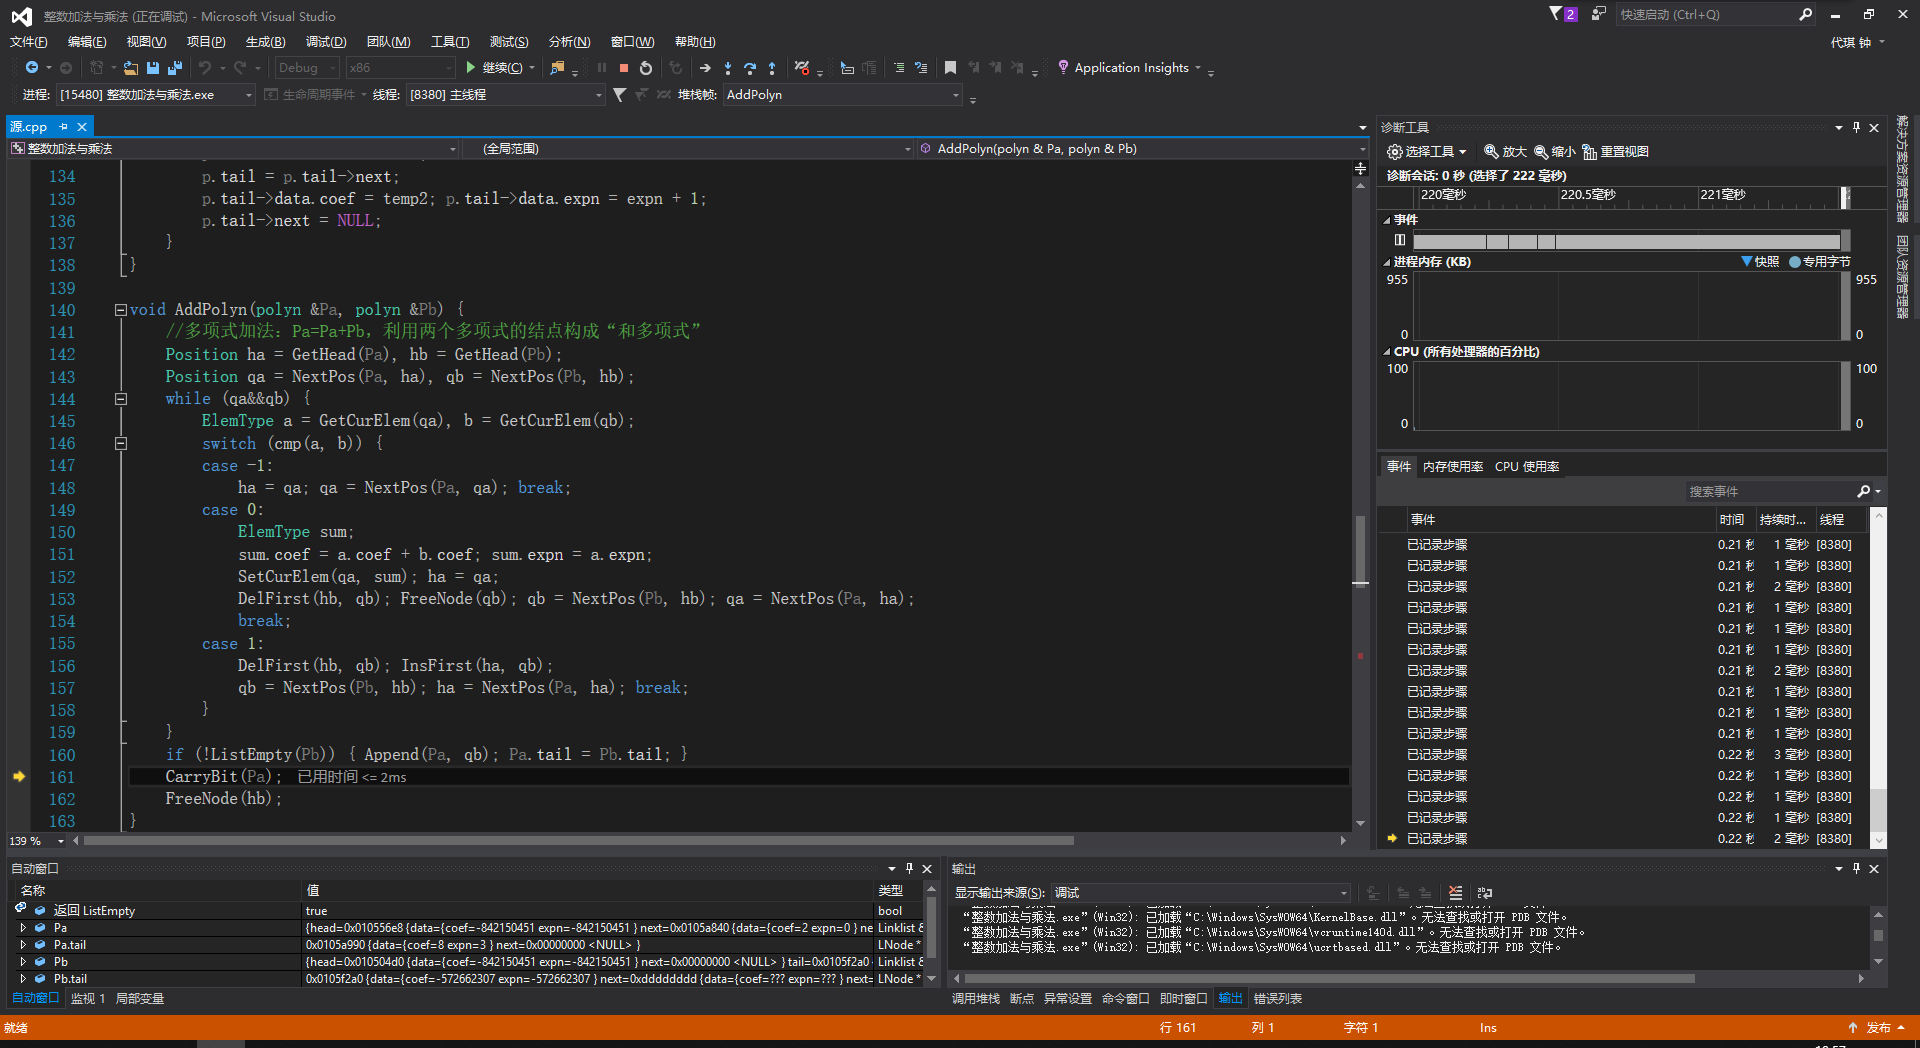 整数加法与乘法 (正在调试) - Microsoft Visual Studio
2
快速启动 (Ctrl+Q)
文件(F) 编辑(E) 视图(V) 项目(P) 生成(B) 调试(D) 团队(M) 工具(T) 测试(S) 分析(N) 窗口(W) 帮助(H)
代琪 钟
Debug x86 继续(C) Application Insights
进程: [15480] 整数加法与乘法.exe 生命周期事件 线程: [8380] 主线程 堆栈帧: AddPolyn
源.cpp
整数加法与乘法 (全局范围) AddPolyn(polyn & Pa, polyn & Pb)
134 p.tail = p.tail->next;
135 p.tail->data.coef = temp2; p.tail->data.expn = expn + 1;
136 p.tail->next = NULL;
137 }
138 }
139
140 void AddPolyn(polyn &Pa, polyn &Pb) {
141 //多项式加法: Pa=Pa+Pb, 利用两个多项式的结点构成“和多项式”
142 Position ha = GetHead(Pa), hb = GetHead(Pb);
143 Position qa = NextPos(Pa, ha), qb = NextPos(Pb, hb);
144 while (qa&&qb) {
145 ElemType a = GetCurElem(qa), b = GetCurElem(qb);
146 switch (cmp(a, b)) {
147 case -1:
148 ha = qa; qa = NextPos(Pa, qa); break;
149 case 0:
150 ElemType sum;
151 sum.coef = a.coef + b.coef; sum.expn = a.expn;
152 SetCurElem(qa, sum); ha = qa;
153 DelFirst(hb, qb); FreeNode(qb); qb = NextPos(Pb, hb); qa = NextPos(Pa, ha);
154 break;
155 case 1:
156 DelFirst(hb, qb); InsFirst(ha, qb);
157 qb = NextPos(Pb, hb); ha = NextPos(Pa, ha); break;
158 }
159 }
160 if (!ListEmpty(Pb)) { Append(Pa, qb); Pa.tail = Pb.tail; }
161 CarryBit(Pa); 已用时间 <= 2ms
162 FreeNode(hb);
163 }
139 %
诊断工具
选择工具 放大 缩小 重置视图
诊断会话: 0 秒 (选择了 222 毫秒)
220毫秒 220.5毫秒 221毫秒
事件
进程内存 (KB) 快照 专用字节
955 955
0 0
CPU (所有处理器的百分比)
100 100
0 0
事件 内存使用率 CPU 使用率
搜索事件
事件 时间 持续时... 线程
已记录步骤 0.21 秒 1 毫秒 [8380]
已记录步骤 0.21 秒 1 毫秒 [8380]
已记录步骤 0.21 秒 2 毫秒 [8380]
已记录步骤 0.21 秒 1 毫秒 [8380]
已记录步骤 0.21 秒 1 毫秒 [8380]
已记录步骤 0.21 秒 1 毫秒 [8380]
已记录步骤 0.21 秒 2 毫秒 [8380]
已记录步骤 0.21 秒 1 毫秒 [8380]
已记录步骤 0.21 秒 1 毫秒 [8380]
已记录步骤 0.21 秒 1 毫秒 [8380]
已记录步骤 0.22 秒 3 毫秒 [8380]
已记录步骤 0.22 秒 1 毫秒 [8380]
已记录步骤 0.22 秒 1 毫秒 [8380]
已记录步骤 0.22 秒 1 毫秒 [8380]
已记录步骤 0.22 秒 2 毫秒 [8380]
解决方案资源管理器
团队资源管理器
自动窗口
名称 值 类型
返回 ListEmpty true bool
Pa {head=0x010556e8 {data={coef=-842150451 expn=-842150451 } next=0x0105a840 {data={coef=2 expn=0 } ne Linklist &
Pa.tail 0x0105a990 {data={coef=8 expn=3 } next=0x00000000 <NULL> } LNode *
Pb {head=0x010504d0 {data={coef=-842150451 expn=-842150451 } next=0x00000000 <NULL> } tail=0x0105f2a0 Linklist &
Pb.tail 0x0105f2a0 {data={coef=-572662307 expn=-572662307 } next=0xdddddddd {data={coef=??? expn=??? } next= LNode *
自动窗口 监视 1 局部变量
输出
显示输出来源(S): 调试
“整数加法与乘法.exe”(Win32): 已加载“C:\Windows\SysWOW64\KernelBase.dll”。无法查找或打开 PDB 文件。
“整数加法与乘法.exe”(Win32): 已加载“C:\Windows\SysWOW64\vcruntime140d.dll”。无法查找或打开 PDB 文件。
“整数加法与乘法.exe”(Win32): 已加载“C:\Windows\SysWOW64\ucrtbased.dll”。无法查找或打开 PDB 文件。
调用堆栈 断点 异常设置 命令窗口 即时窗口 输出 错误列表
就绪 行 161 列 1 字符 1 Ins 发布